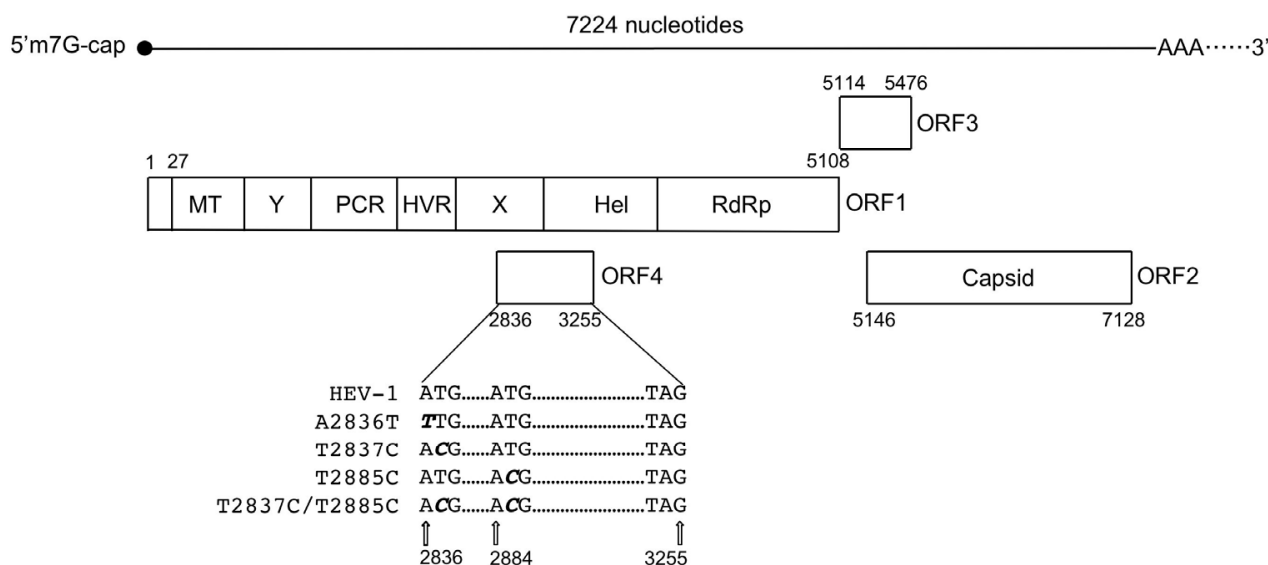 7224 nucleotides
5'm7G-cap AAA......3'
5114 5476
ORF3
1 27 5108
MT Y PCR HVR X Hel RdRp ORF1
ORF4 Capsid ORF2
2836 3255 5146 7128
HEV-1 ATG......ATG........................TAG
A2836T TTG......ATG........................TAG
T2837C ACG......ATG........................TAG
T2885C ATG......ACG........................TAG
T2837C/T2885C ACG......ACG........................TAG
2836 2884 3255